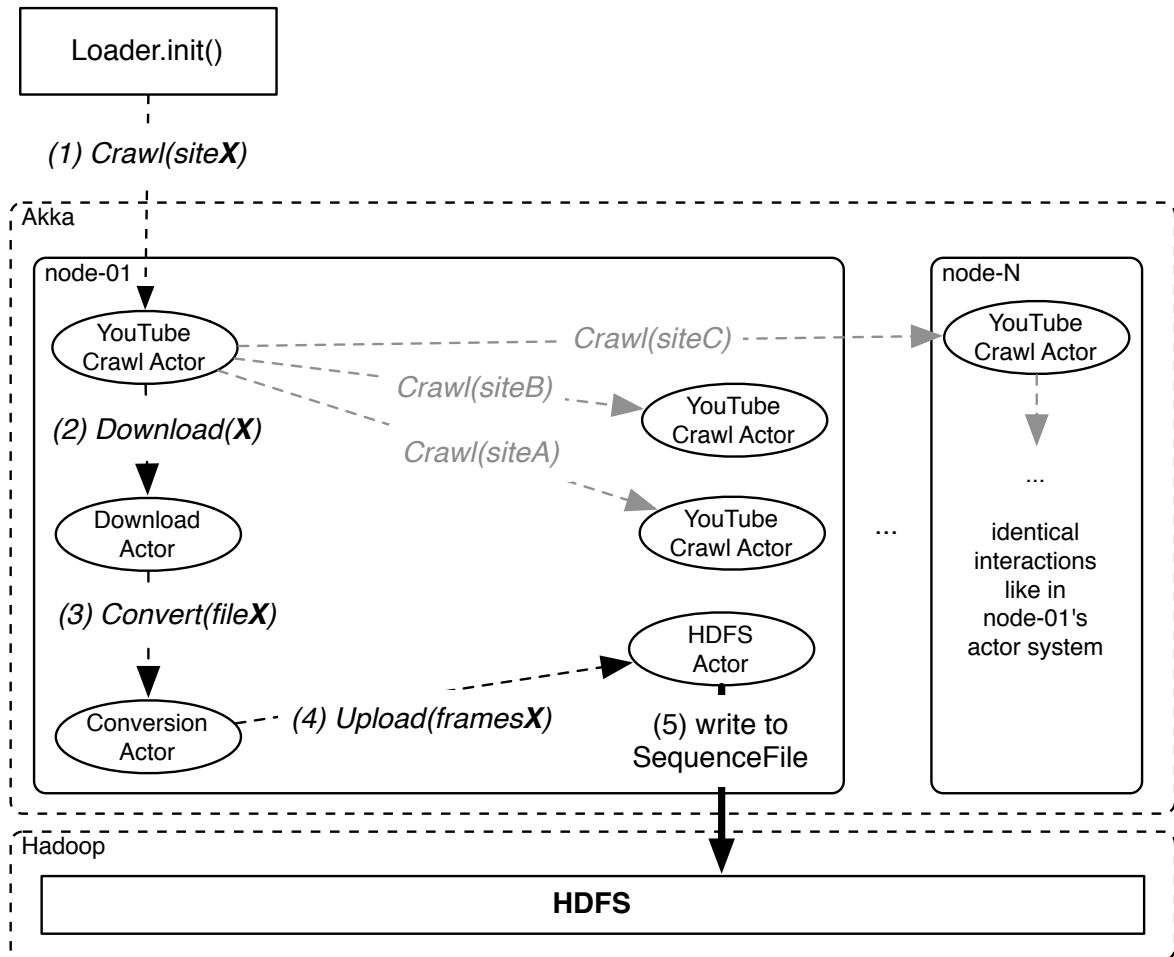 Loader.init()
(1) Crawl(siteX)
Akka
node-01
node-N
YouTube
Crawl Actor
Crawl(siteC)
YouTube
Crawl Actor
Crawl(siteB)
YouTube
Crawl Actor
(2) Download(X)
Crawl(siteA)
...
Download
Actor
YouTube
Crawl Actor
...
identical
interactions
like in
node-01's
actor system
(3) Convert(fileX)
HDFS
Actor
Conversion
Actor
(4) Upload(framesX)
(5) write to
SequenceFile
Hadoop
HDFS